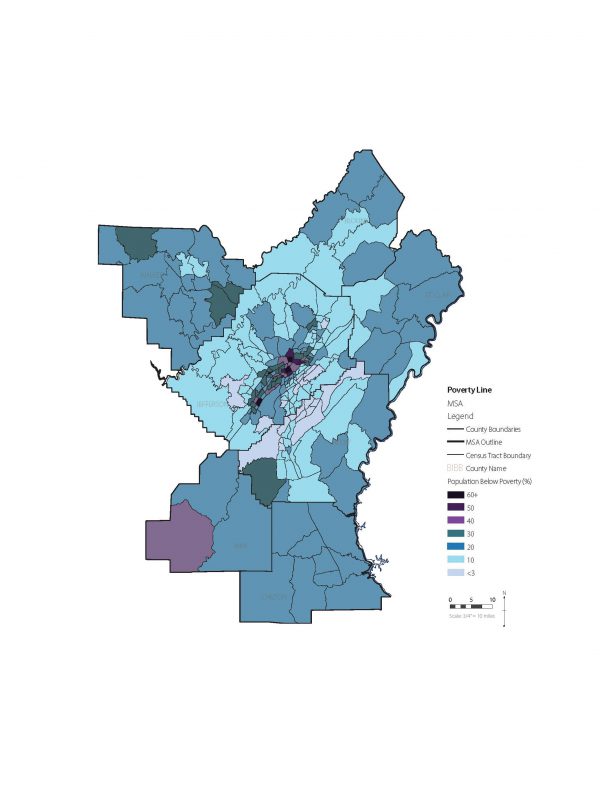 BLOUNT
WALKER
ST. CLAIR
JEFFERSON
BIBB
CHILTON
Poverty Line
MSA
Legend
County Boundaries
MSA Outline
Census Tract Boundary
BIBB County Name
Population Below Poverty (%)
60+
50
40
30
20
10
<3
0 5 10
N
Scale: 3/4" = 10 miles